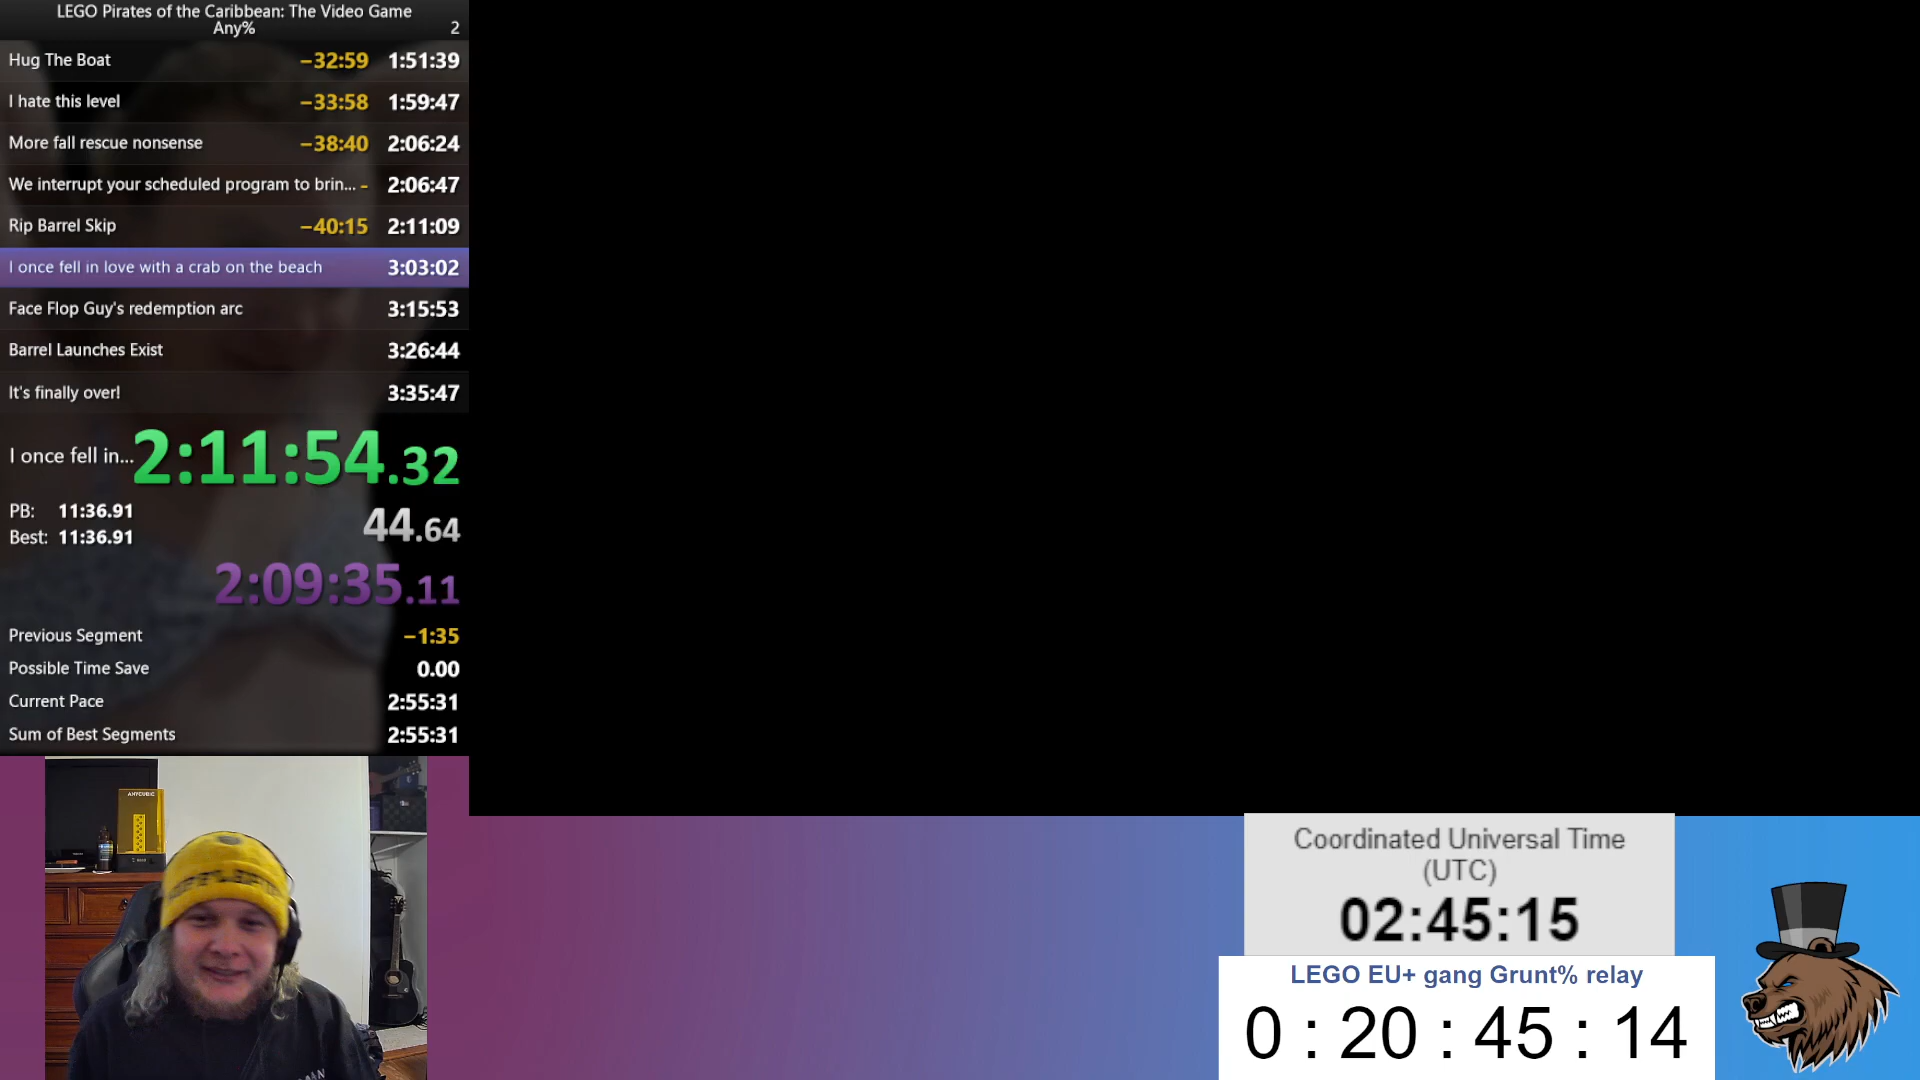 LEGO Pirates of the Caribbean: The Video Game
Any%
2
Hug The Boat −32:59 1:51:39
I hate this level −33:58 1:59:47
More fall rescue nonsense −38:40 2:06:24
We interrupt your scheduled program to brin... - 2:06:47
Rip Barrel Skip −40:15 2:11:09
I once fell in love with a crab on the beach 3:03:02
Face Flop Guy's redemption arc 3:15:53
Barrel Launches Exist 3:26:44
It's finally over! 3:35:47
I once fell in... 2:11:54.32
PB: 11:36.91
Best: 11:36.91
44.64
2:09:35.11
Previous Segment −1:35
Possible Time Save 0.00
Current Pace 2:55:31
Sum of Best Segments 2:55:31
ANYCUBIC
Coordinated Universal Time
(UTC)
02:45:15
LEGO EU+ gang Grunt% relay
0 : 20 : 45 : 14